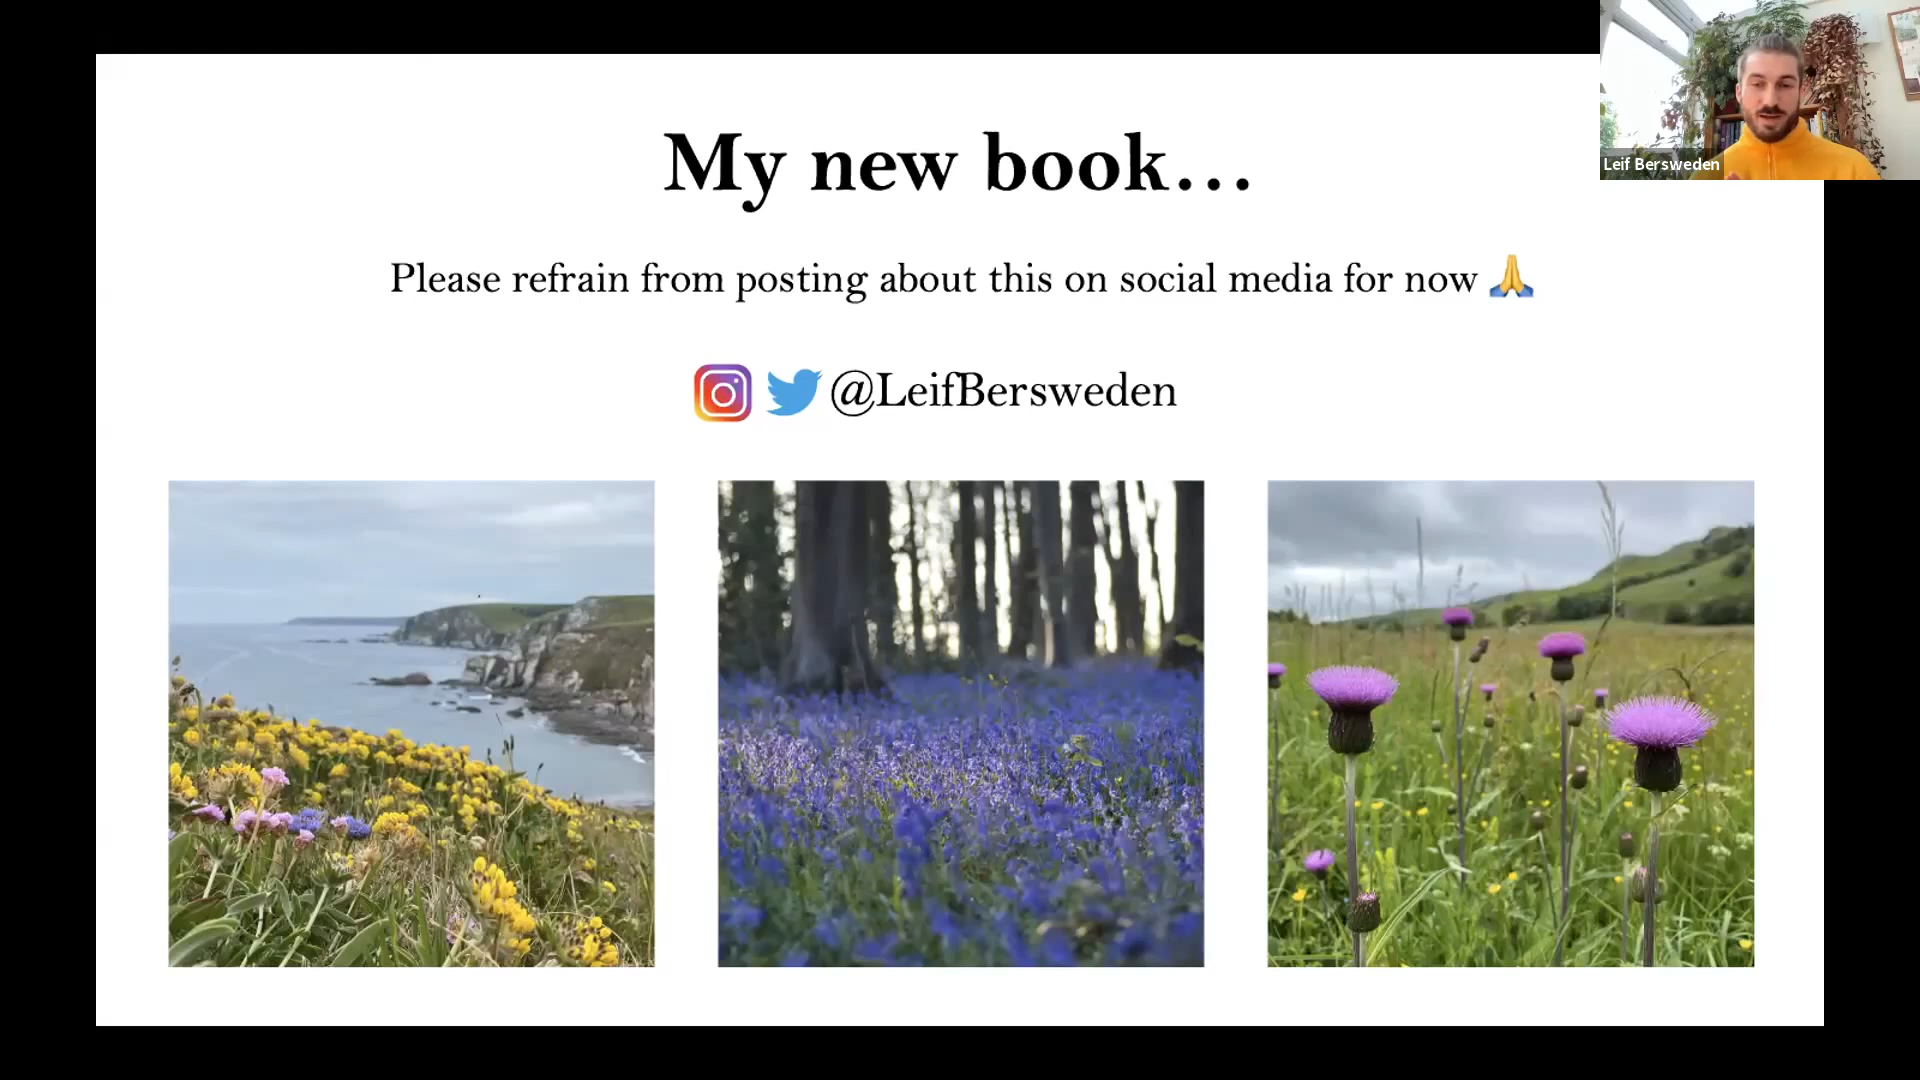 My new book...
Please refrain from posting about this on social media for now 🙏
@LeifBersweden
Leif Bersweden